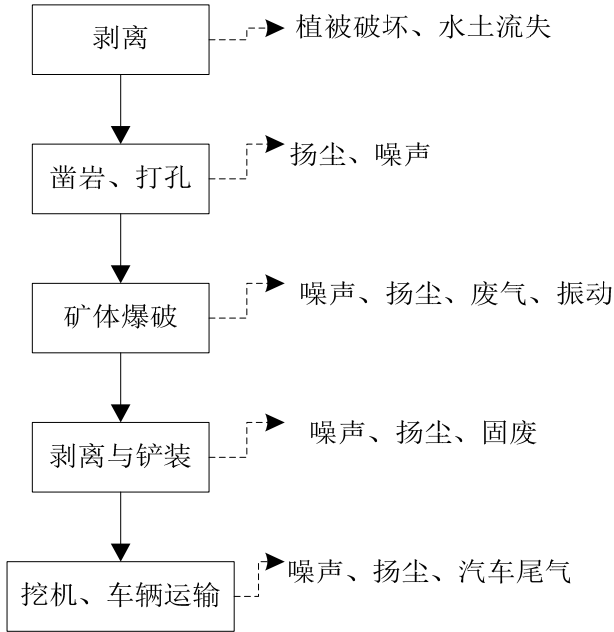 剥离
植被破坏、水土流失
凿岩、打孔
扬尘、噪声
矿体爆破
噪声、扬尘、废气、振动
剥离与铲装
噪声、扬尘、固废
挖机、车辆运输
噪声、扬尘、汽车尾气